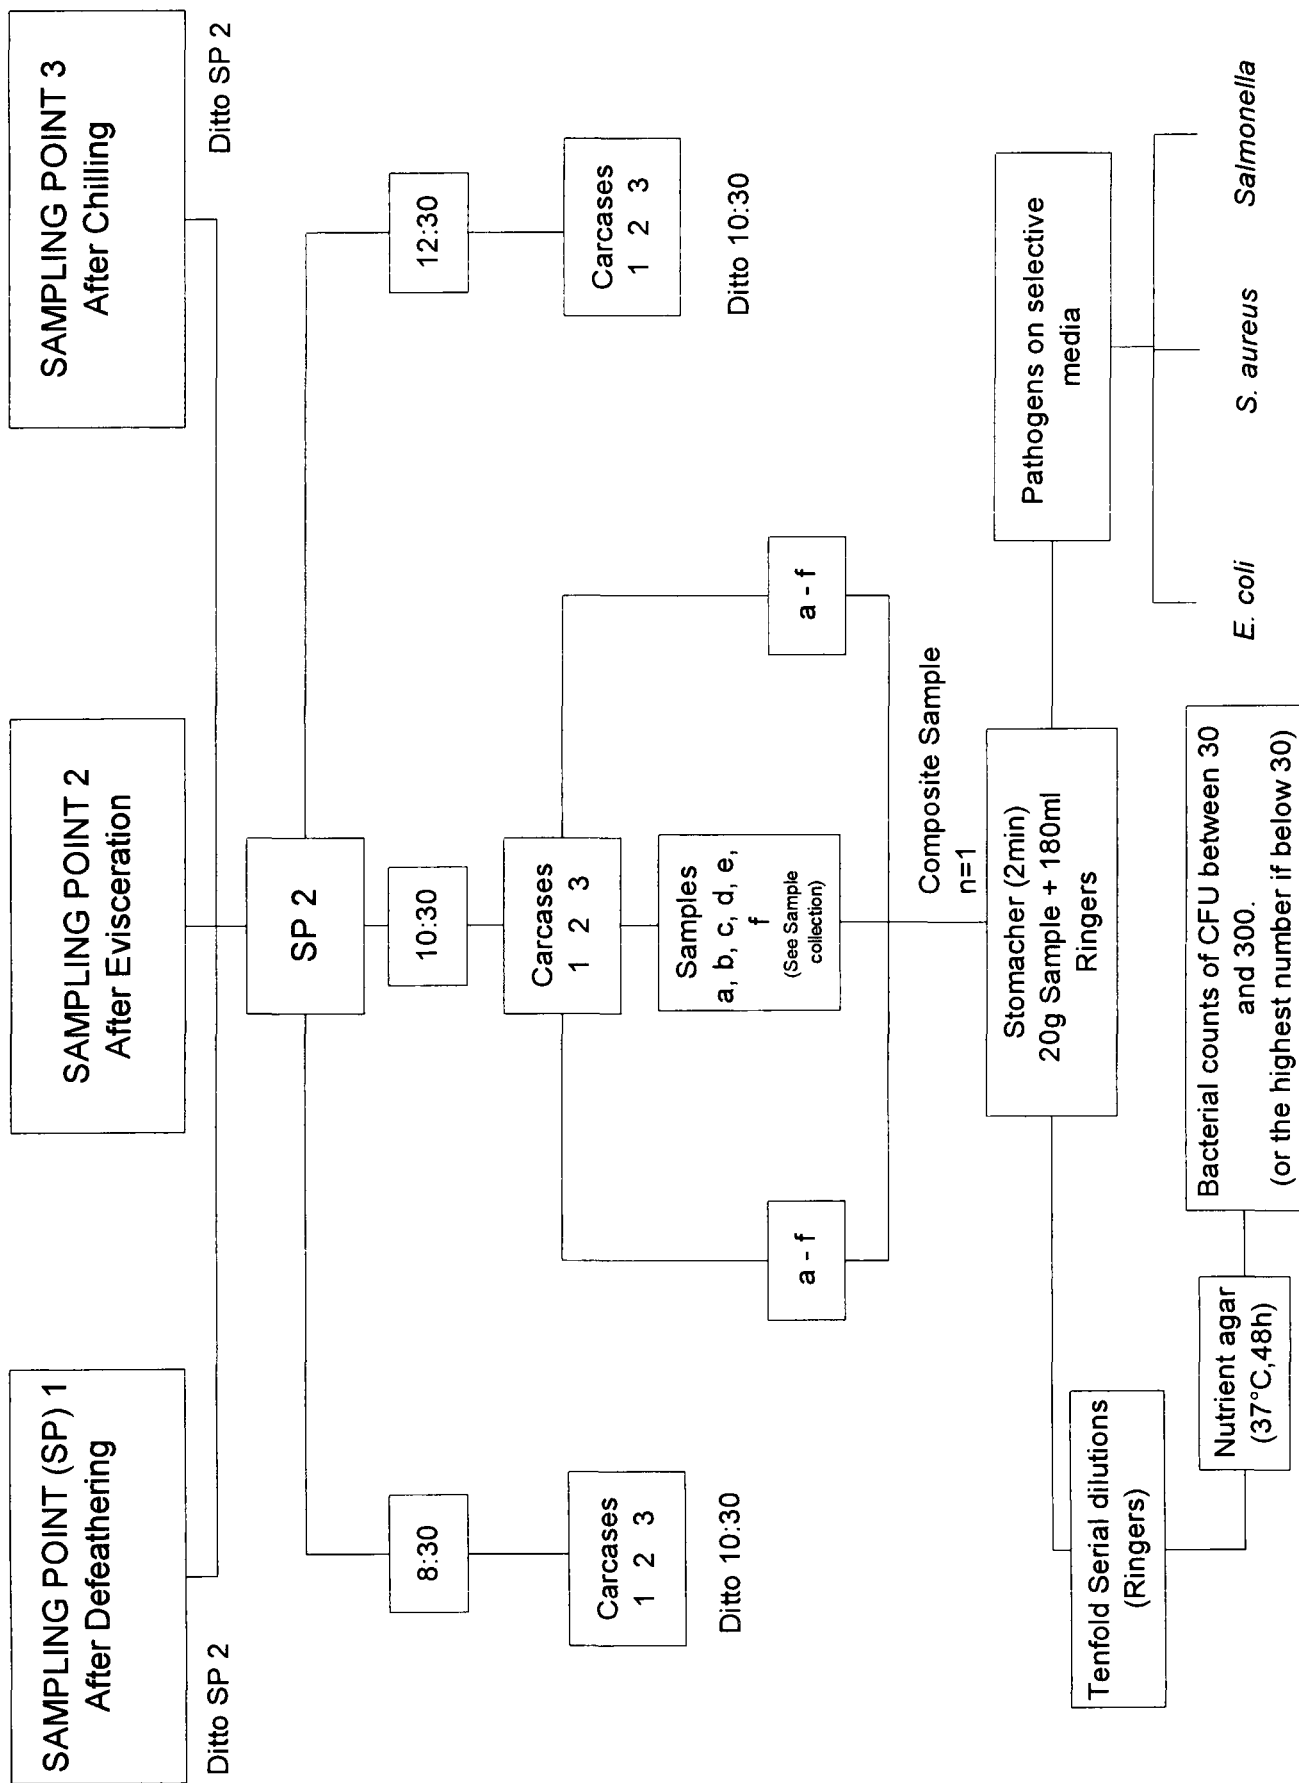 SAMPLING POINT (SP) 1
After Defeathering
Ditto SP 2
SAMPLING POINT 2
After Evisceration
SAMPLING POINT 3
After Chilling
Ditto SP 2
SP 2
8:30
10:30
12:30
Carcases
1 2 3
Ditto 10:30
Carcases
1 2 3
Carcases
1 2 3
Ditto 10:30
a - f
Samples
a, b, c, d, e,
f
(See Sample
collection)
a - f
Composite Sample
n=1
Stomacher (2min)
20g Sample + 180ml
Ringers
Tenfold Serial dilutions
(Ringers)
Nutrient agar
(37°C,48h)
Bacterial counts of CFU between 30
and 300.
(or the highest number if below 30)
Pathogens on selective
media
E. coli
S. aureus
Salmonella